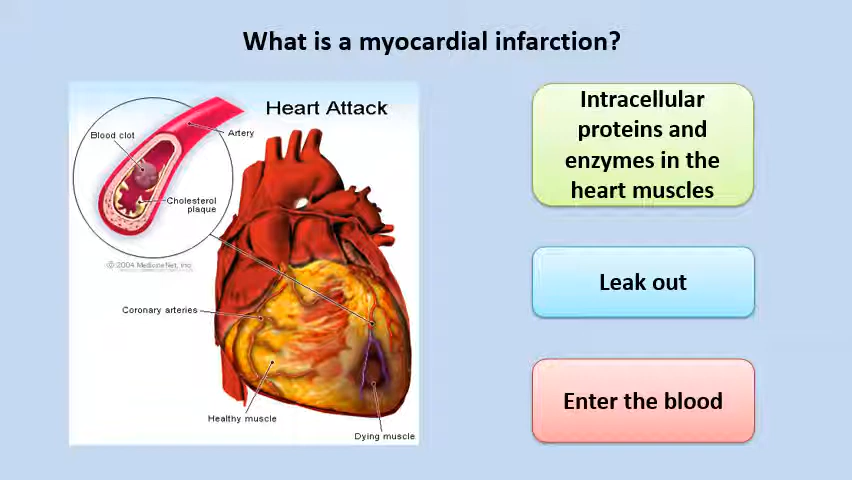 What is a myocardial infarction?
Heart Attack
Artery
Blood clot
Cholesterol
plaque
© 2004 MedicineNet, Inc.
Coronary arteries
Healthy muscle
Dying muscle
Intracellular
proteins and
enzymes in the
heart muscles
Leak out
Enter the blood